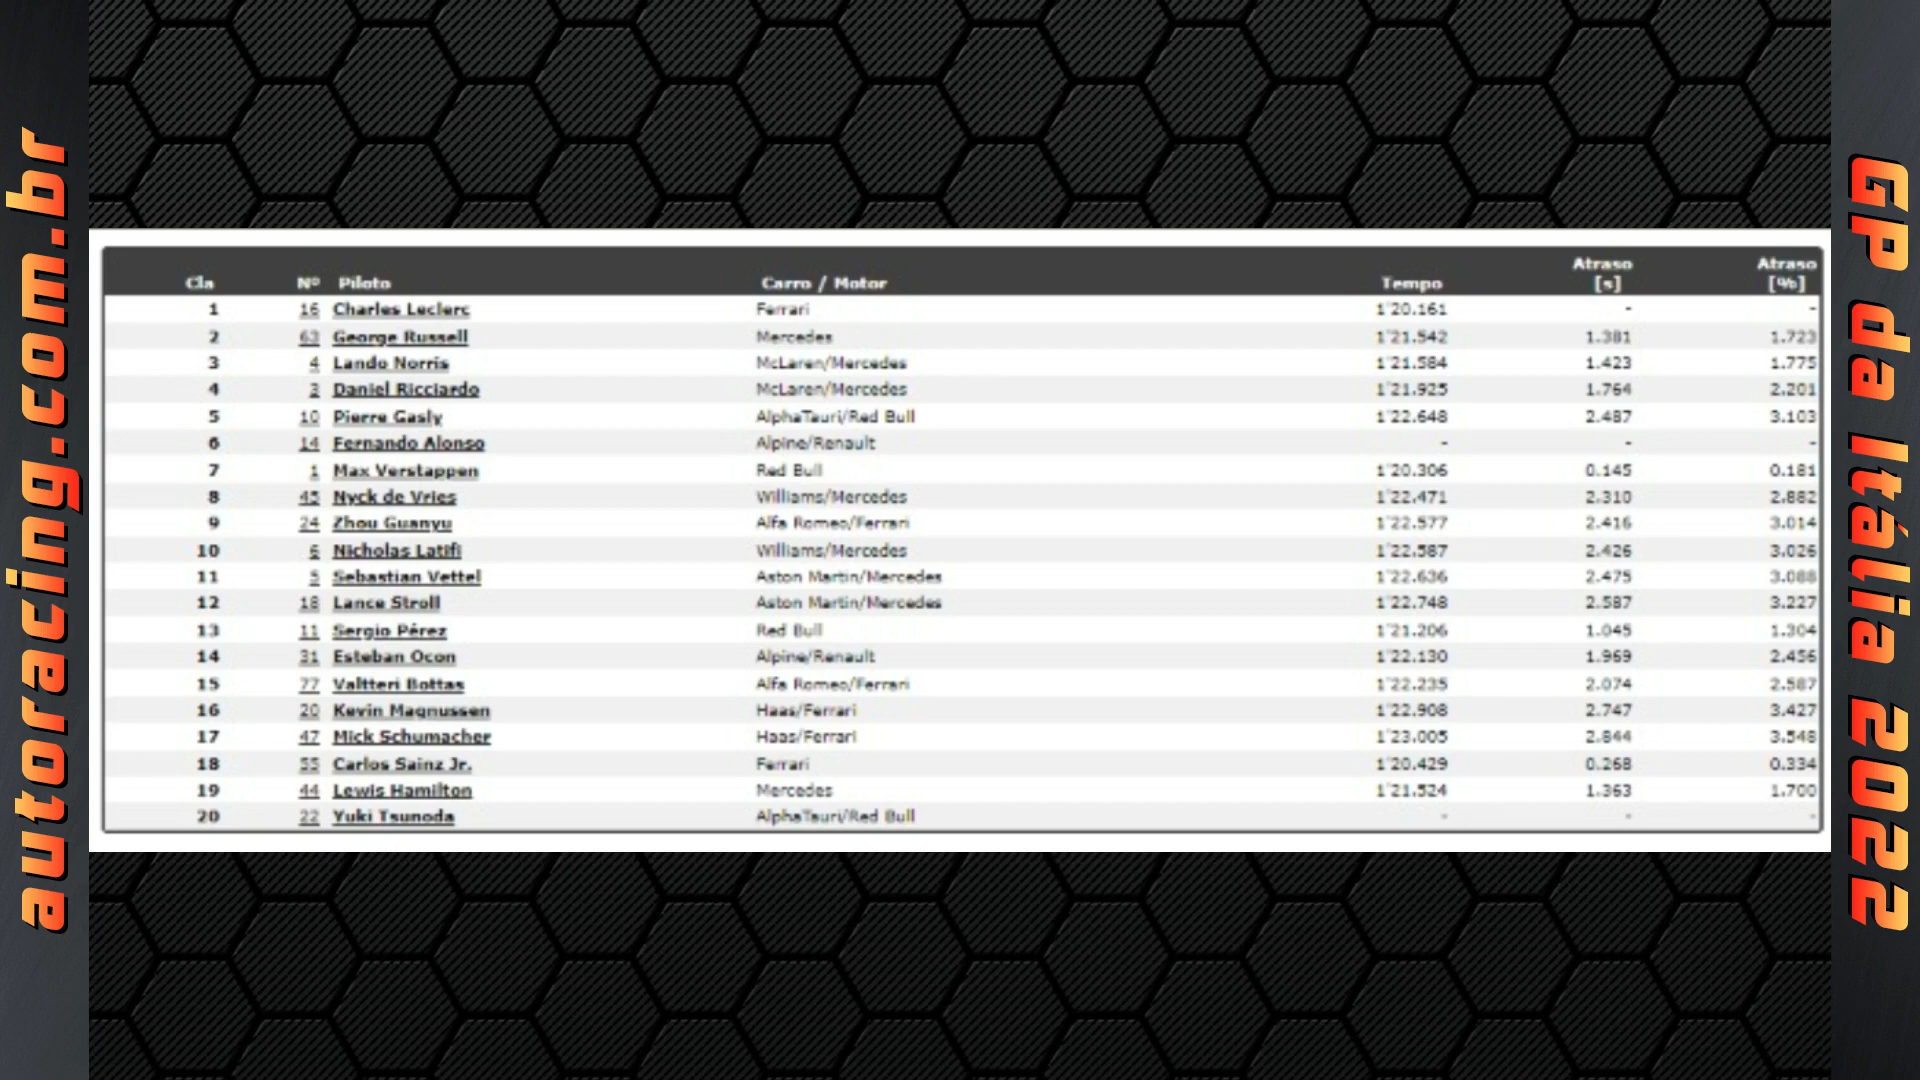 autoracing.com.br
Cla Nº Piloto Carro / Motor Tempo Atraso [s] Atraso [%]
1 16 Charles Leclerc Ferrari 1'20.161 - -
2 63 George Russell Mercedes 1'21.542 1.381 1.723
3 4 Lando Norris McLaren/Mercedes 1'21.584 1.423 1.775
4 3 Daniel Ricciardo McLaren/Mercedes 1'21.925 1.764 2.201
5 10 Pierre Gasly AlphaTauri/Red Bull 1'22.648 2.487 3.103
6 14 Fernando Alonso Alpine/Renault - - -
7 1 Max Verstappen Red Bull 1'20.306 0.145 0.181
8 45 Nyck de Vries Williams/Mercedes 1'22.471 2.310 2.882
9 24 Zhou Guanyu Alfa Romeo/Ferrari 1'22.577 2.416 3.014
10 6 Nicholas Latifi Williams/Mercedes 1'22.587 2.426 3.026
11 5 Sebastian Vettel Aston Martin/Mercedes 1'22.636 2.475 3.088
12 18 Lance Stroll Aston Martin/Mercedes 1'22.748 2.587 3.227
13 11 Sergio Pérez Red Bull 1'21.206 1.045 1.304
14 31 Esteban Ocon Alpine/Renault 1'22.130 1.969 2.456
15 77 Valtteri Bottas Alfa Romeo/Ferrari 1'22.235 2.074 2.587
16 20 Kevin Magnussen Haas/Ferrari 1'22.908 2.747 3.427
17 47 Mick Schumacher Haas/Ferrari 1'23.005 2.844 3.548
18 55 Carlos Sainz Jr. Ferrari 1'20.429 0.268 0.334
19 44 Lewis Hamilton Mercedes 1'21.524 1.363 1.700
20 22 Yuki Tsunoda AlphaTauri/Red Bull - - -
GP da Itália 2022